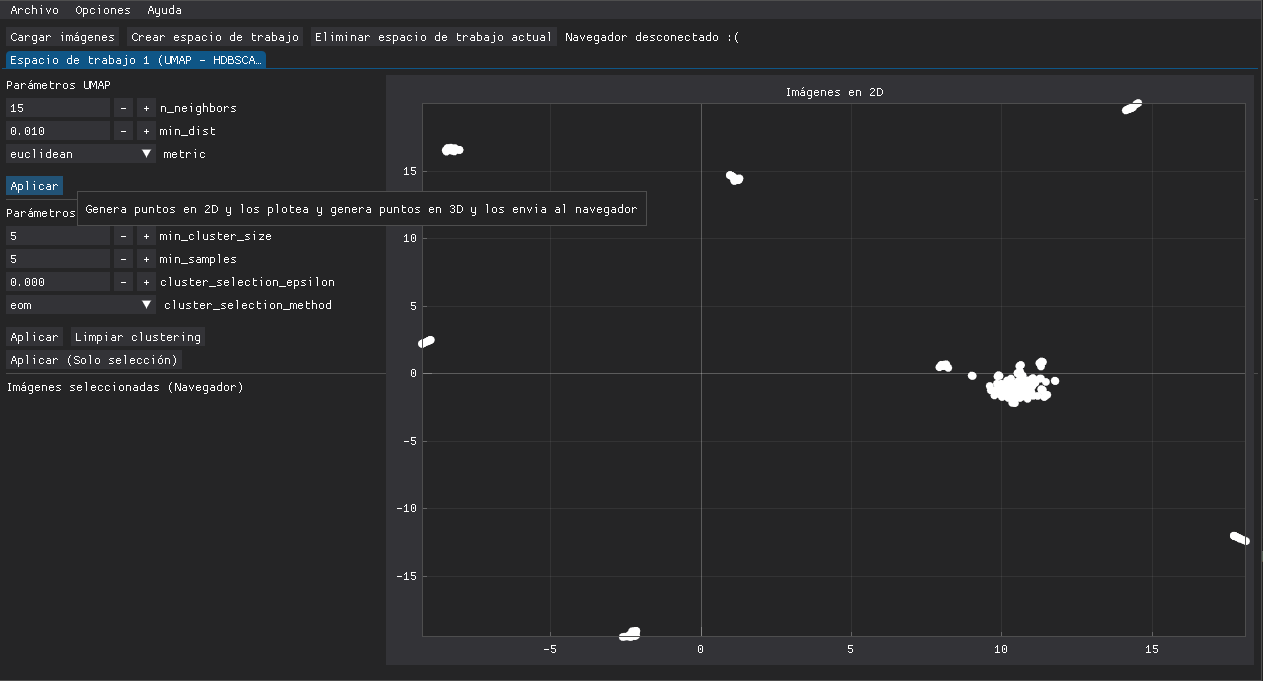 Archivo Opciones Ayuda
Cargar imágenes Crear espacio de trabajo Eliminar espacio de trabajo actual Navegador desconectado :(
Espacio de trabajo 1 (UMAP - HDBSCA…
Parámetros UMAP
15 - + n_neighbors
0.010 - + min_dist
euclidean ▼ metric
Aplicar
Genera puntos en 2D y los plotea y genera puntos en 3D y los envia al navegador
Parámetros
5 - + min_cluster_size
5 - + min_samples
0.000 - + cluster_selection_epsilon
eom ▼ cluster_selection_method
Aplicar Limpiar clustering
Aplicar (Solo selección)
Imágenes seleccionadas (Navegador)
Imágenes en 2D
15
10
5
0
-5
-10
-15
-5 0 5 10 15